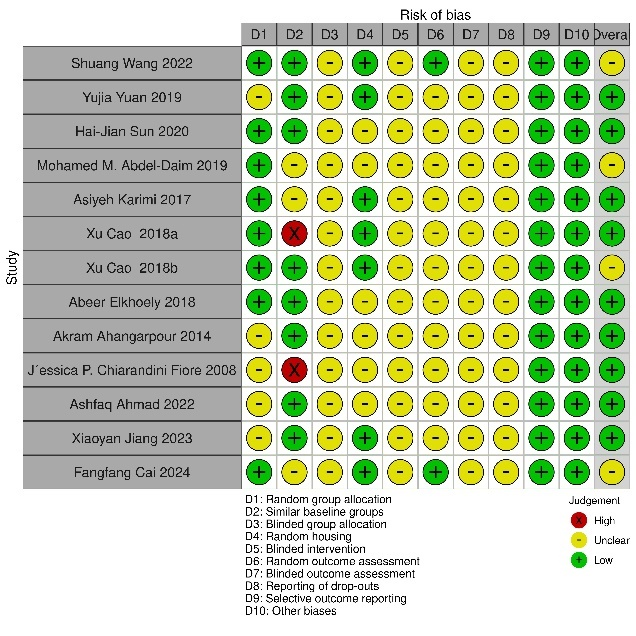 Risk of bias
D1 D2 D3 D4 D5 D6 D7 D8 D9 D10 Overa
Study
Shuang Wang 2022 + + - + - + - - + + -
Yujia Yuan 2019 - + - + - - - - + + +
Hai-Jian Sun 2020 + + - - - - - - + + +
Mohamed M. Abdel-Daim 2019 + - - - - - - - + + -
Asiyeh Karimi 2017 + - - + - - - - + + +
Xu Cao 2018a + X - + - - - - + + +
Xu Cao 2018b + + - + - - - - + + -
Abeer Elkhoely 2018 + + - - - - - - + + +
Akram Ahangarpour 2014 - + - - - - - - + + +
J´essica P. Chiarandini Fiore 2008 - X - - - - - - + + +
Ashfaq Ahmad 2022 - + - - - - - - + + +
Xiaoyan Jiang 2023 - + - + - - - - + + +
Fangfang Cai 2024 + - - + - + - - + + -
D1: Random group allocation
D2: Similar baseline groups
D3: Blinded group allocation
D4: Random housing
D5: Blinded intervention
D6: Random outcome assessment
D7: Blinded outcome assessment
D8: Reporting of drop-outs
D9: Selective outcome reporting
D10: Other biases
Judgement
X High
- Unclear
+ Low